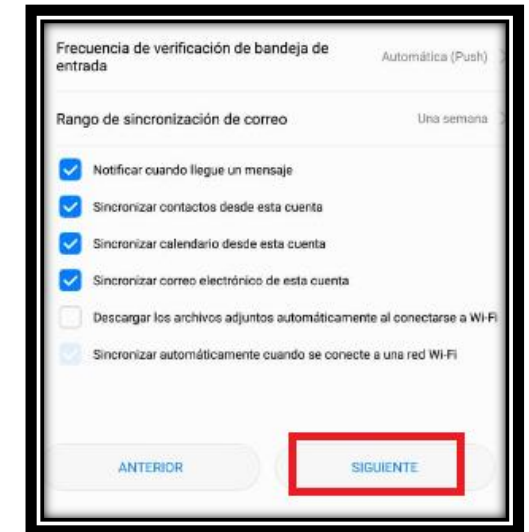 Frecuencia de verificación de bandeja de
entrada
Automática (Push)
Rango de sincronización de correo
Una semana
Notificar cuando llegue un mensaje
Sincronizar contactos desde esta cuenta
Sincronizar calendario desde esta cuenta
Sincronizar correo electrónico de esta cuenta
Descargar los archivos adjuntos automáticamente al conectarse a Wi-Fi
Sincronizar automáticamente cuando se conecte a una red Wi-Fi
ANTERIOR
SIGUIENTE